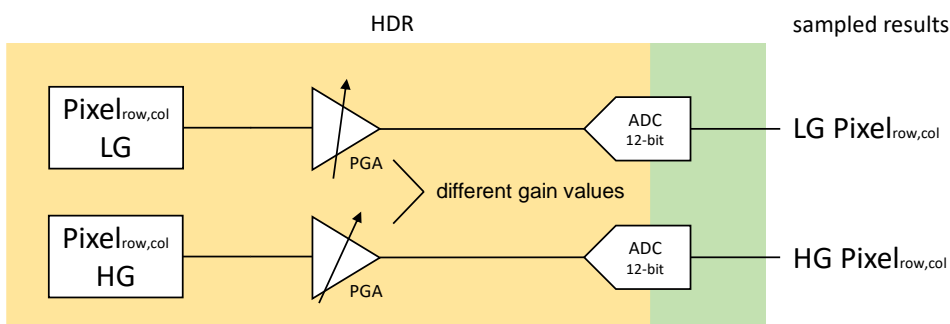 HDR
sampled results
Pixelrow,col
LG
PGA
ADC
12-bit
LG Pixelrow,col
different gain values
Pixelrow,col
HG
PGA
ADC
12-bit
HG Pixelrow,col